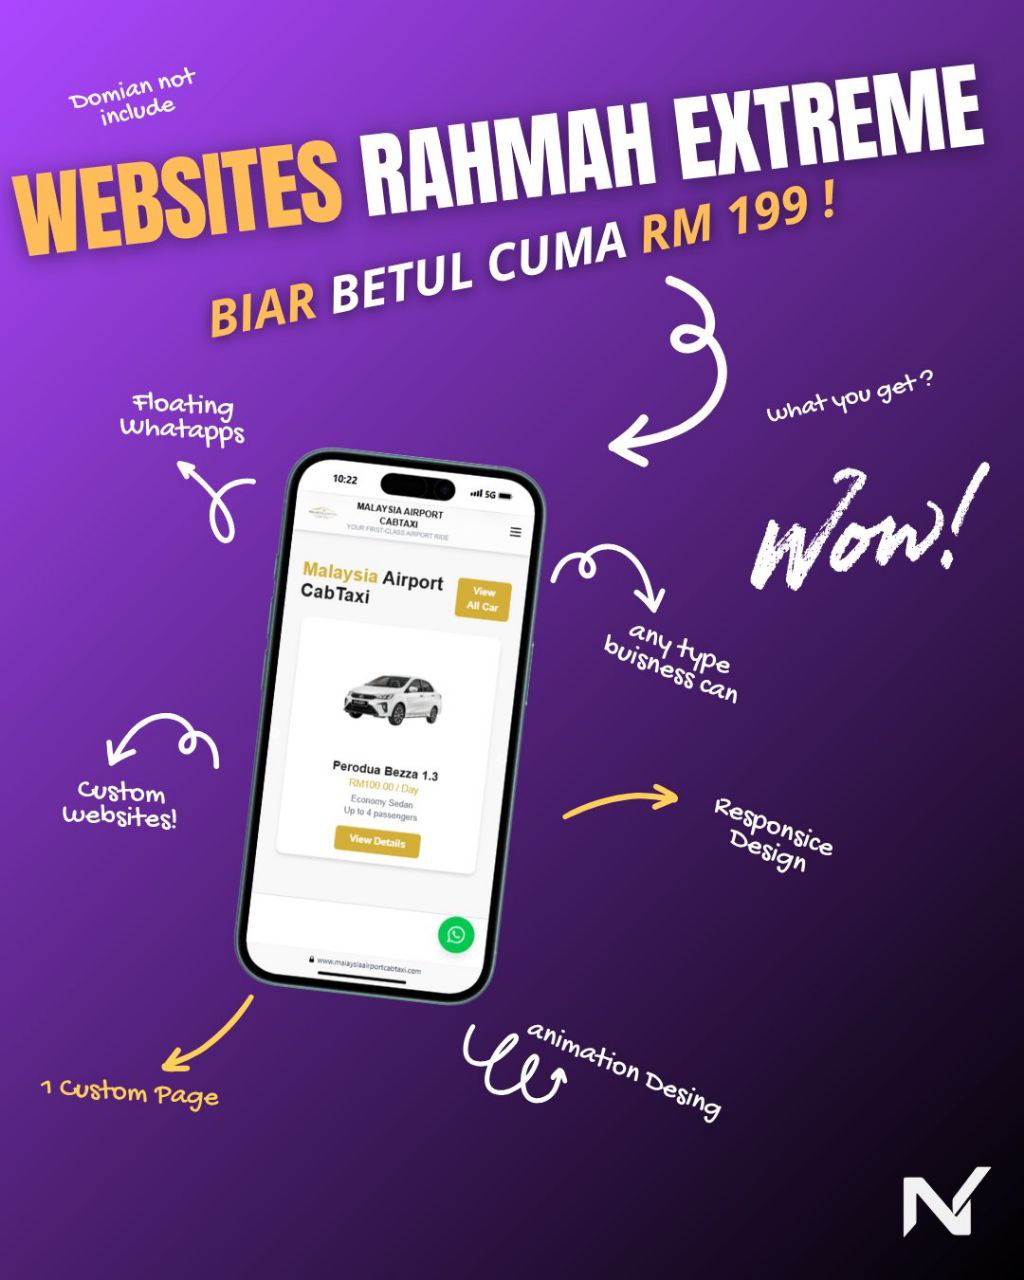 Domian not
include
WEBSITES RAHMAH EXTREME
BIAR BETUL CUMA RM 199 !
Floating
Whatapps
what you get ?
Wow!
10:22
5G
MALAYSIA AIRPORT
CABTAXI
YOUR FIRST-CLASS AIRPORT RIDE
Malaysia Airport
CabTaxi
View
All Car
any type
buisness can
Perodua Bezza 1.3
RM100.00 / Day
Economy Sedan
Up to 4 passengers
View Details
Custom
websites!
Responsice
Design
www.malaysiaairportcabtaxi.com
1 Custom Page
animation Desing